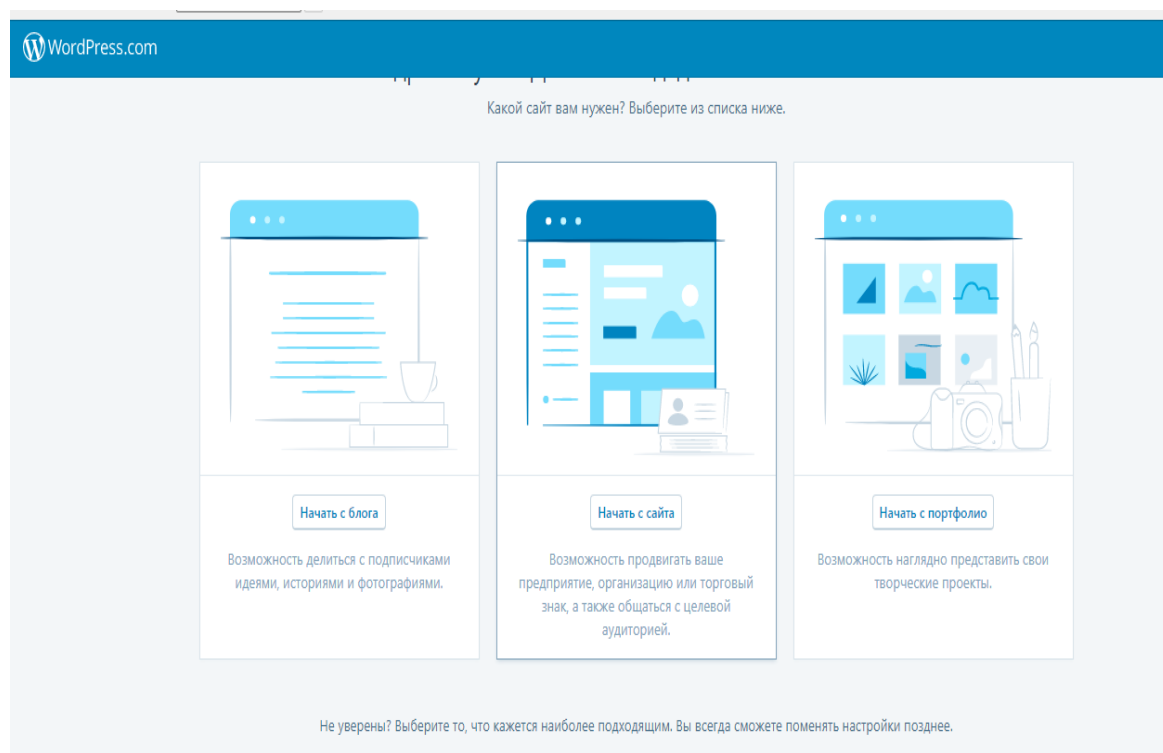 WordPress.com
Какой сайт вам нужен? Выберите из списка ниже.
Начать с блога
Возможность делиться с подписчиками
идеями, историями и фотографиями.
Начать с сайта
Возможность продвигать ваше
предприятие, организацию или торговый
знак, а также общаться с целевой
аудиторией.
Начать с портфолио
Возможность наглядно представить свои
творческие проекты.
Не уверены? Выберите то, что кажется наиболее подходящим. Вы всегда сможете поменять настройки позднее.